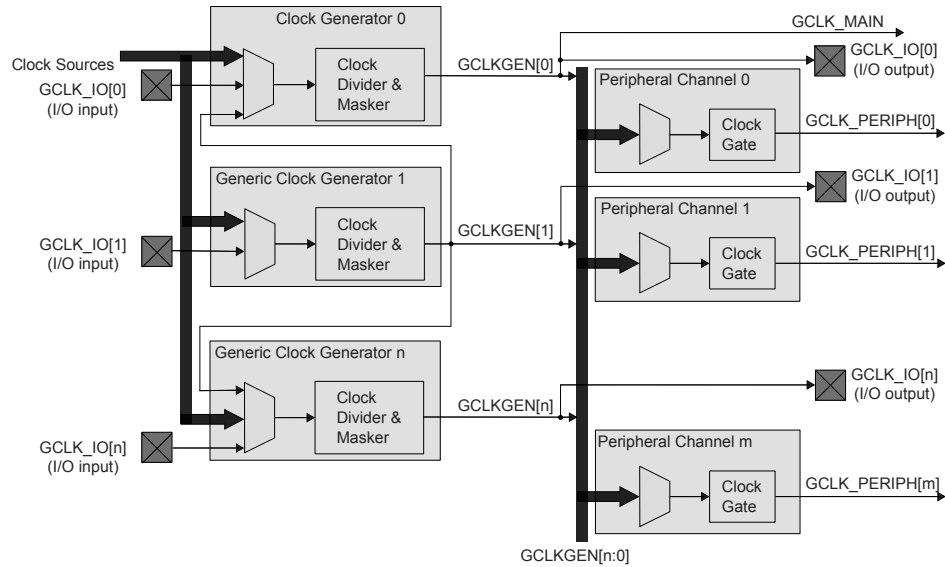 Clock Generator 0
GCLK_MAIN
GCLK_IO[0]
(I/O output)
Clock Sources
GCLK_IO[0]
(I/O input)
Clock
Divider &
Masker
GCLKGEN[0]
Peripheral Channel 0
Clock
Gate
GCLK_PERIPH[0]
Generic Clock Generator 1
GCLK_IO[1]
(I/O output)
GCLK_IO[1]
(I/O input)
Clock
Divider &
Masker
GCLKGEN[1]
Peripheral Channel 1
Clock
Gate
GCLK_PERIPH[1]
Generic Clock Generator n
GCLK_IO[n]
(I/O output)
GCLK_IO[n]
(I/O input)
Clock
Divider &
Masker
GCLKGEN[n]
Peripheral Channel m
Clock
Gate
GCLK_PERIPH[m]
GCLKGEN[n:0]